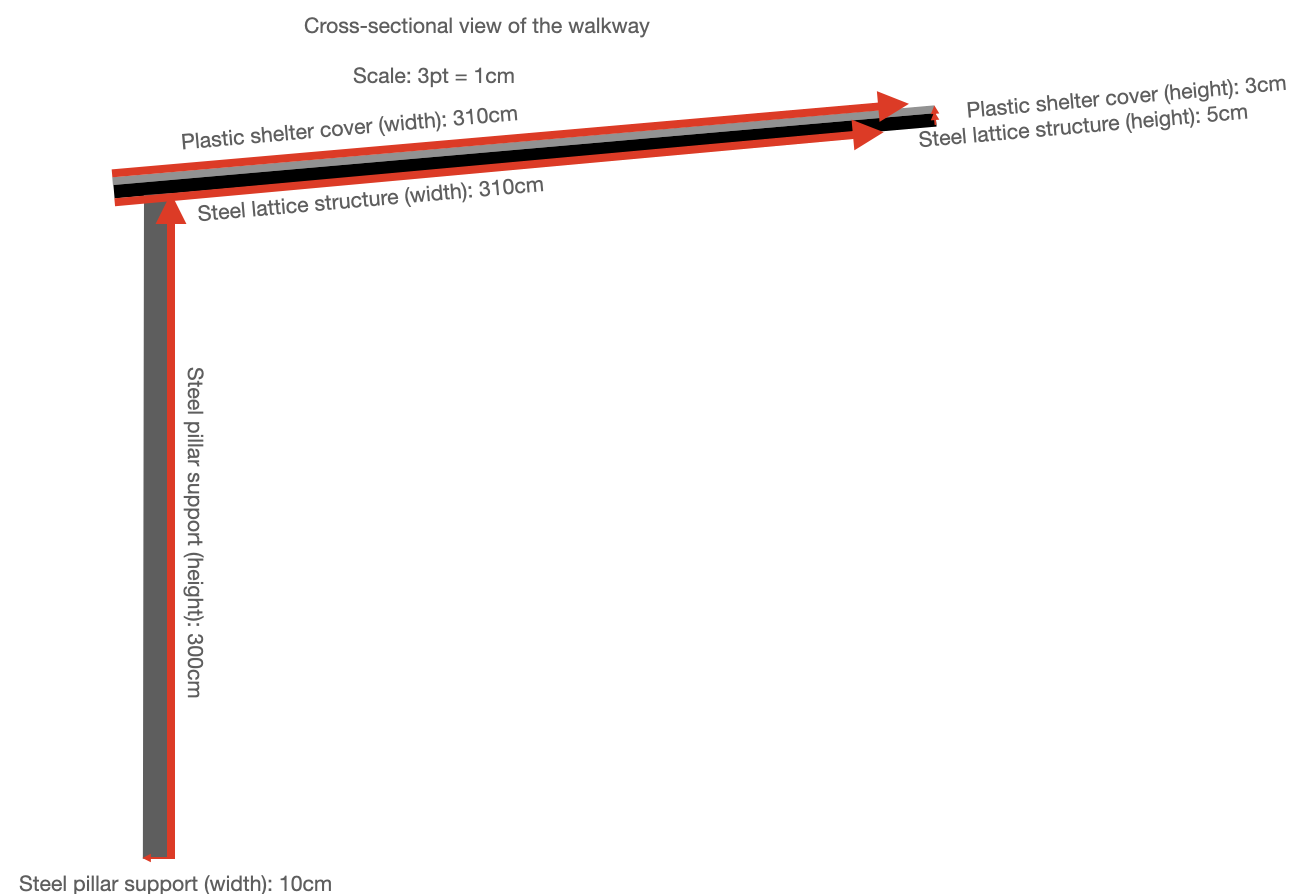 Cross-sectional view of the walkway
Scale: 3pt = 1cm
Plastic shelter cover (width): 310cm
Plastic shelter cover (height): 3cm
Steel lattice structure (height): 5cm
Steel lattice structure (width): 310cm
Steel pillar support (height): 300cm
Steel pillar support (width): 10cm